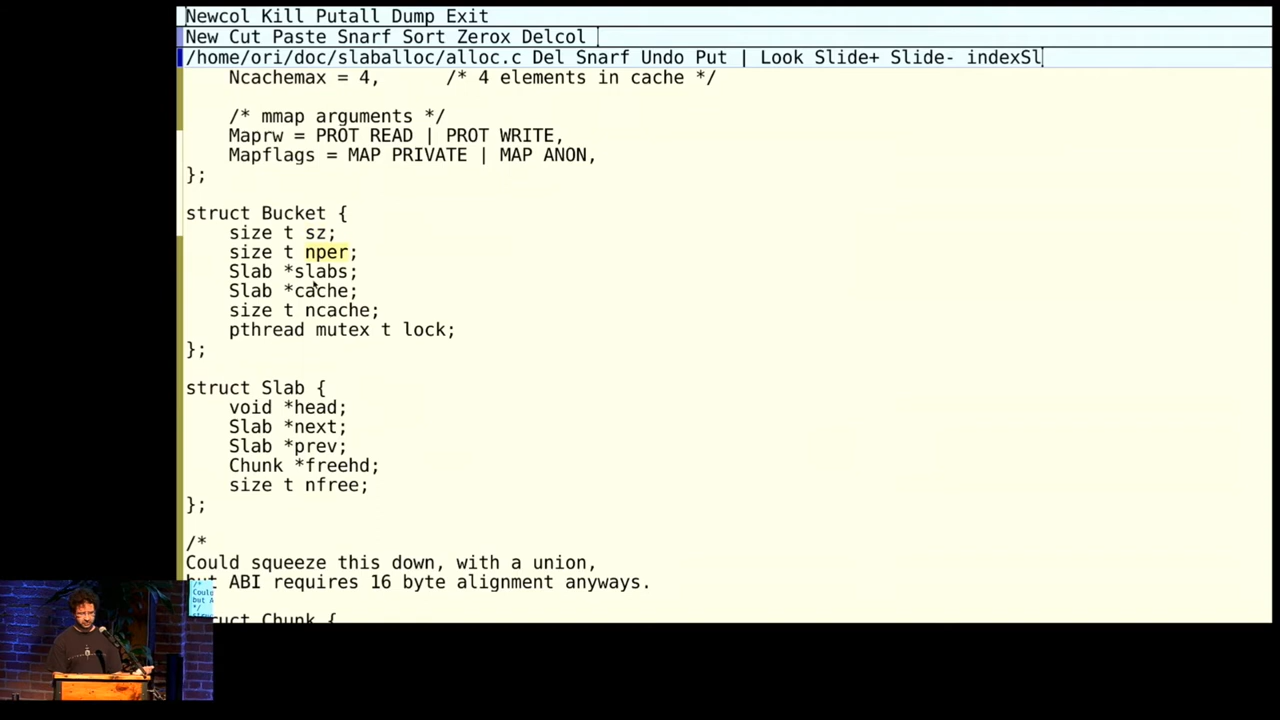 Newcol Kill Putall Dump Exit
New Cut Paste Snarf Sort Zerox Delcol
/home/ori/doc/slaballoc/alloc.c Del Snarf Undo Put | Look Slide+ Slide- indexSl
Ncachemax = 4, /* 4 elements in cache */
/* mmap arguments */
Maprw = PROT READ | PROT WRITE,
Mapflags = MAP PRIVATE | MAP ANON,
};
struct Bucket {
size t sz;
size t nper;
Slab *slabs;
Slab *cache;
size t ncache;
pthread mutex t lock;
};
struct Slab {
void *head;
Slab *next;
Slab *prev;
Chunk *freehd;
size t nfree;
};
/*
Could squeeze this down, with a union,
but ABI requires 16 byte alignment anyways.
struct Chunk {